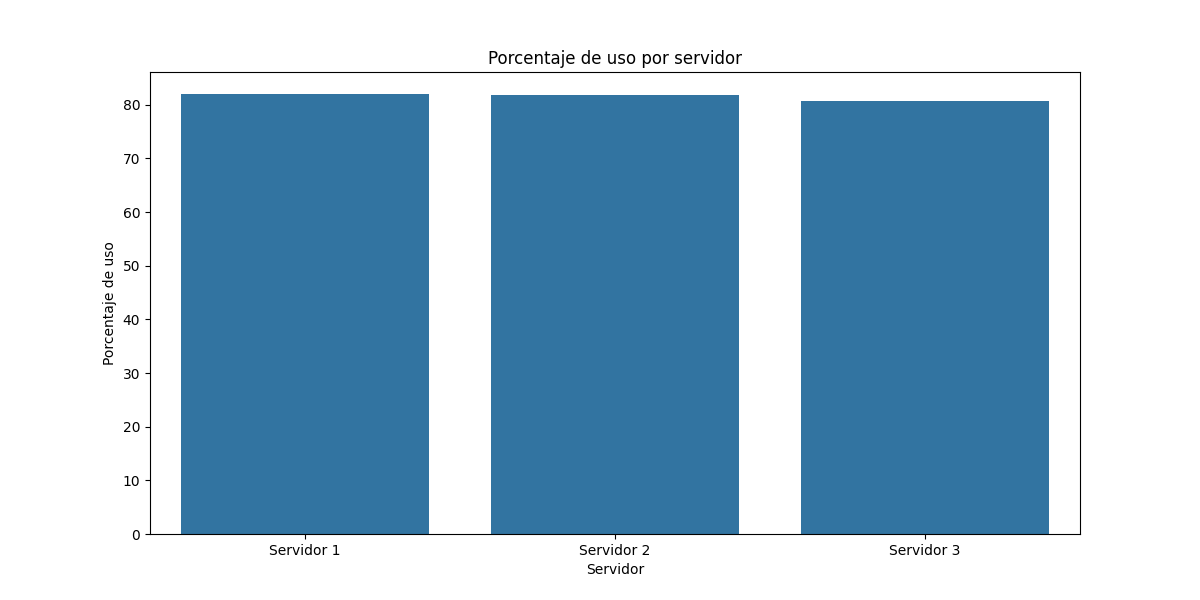 Porcentaje de uso por servidor
Porcentaje de uso
80
70
60
50
40
30
20
10
0
Servidor 1 Servidor 2 Servidor 3
Servidor